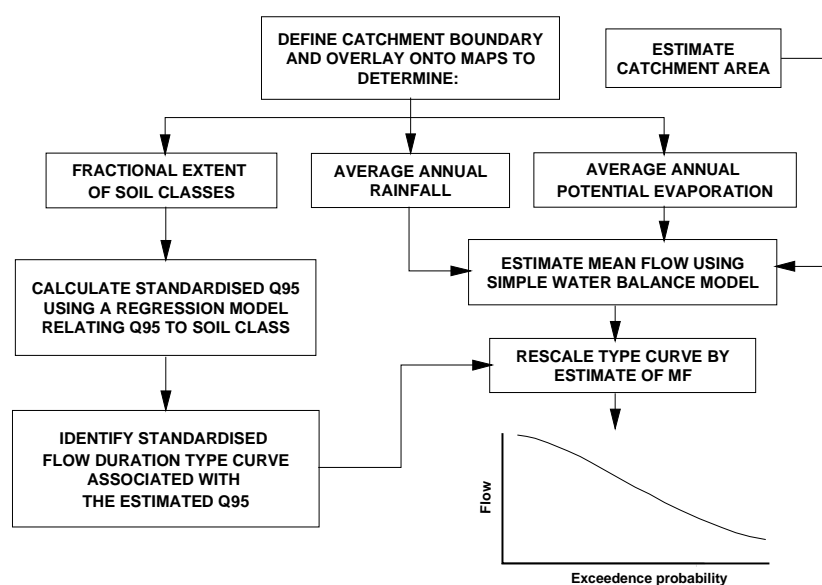 DEFINE CATCHMENT BOUNDARY
AND OVERLAY ONTO MAPS TO
DETERMINE:
ESTIMATE
CATCHMENT AREA
FRACTIONAL EXTENT
OF SOIL CLASSES
AVERAGE ANNUAL
RAINFALL
AVERAGE ANNUAL
POTENTIAL EVAPORATION
CALCULATE STANDARDISED Q95
USING A REGRESSION MODEL
RELATING Q95 TO SOIL CLASS
ESTIMATE MEAN FLOW USING
SIMPLE WATER BALANCE MODEL
RESCALE TYPE CURVE BY
ESTIMATE OF MF
IDENTIFY STANDARDISED
FLOW DURATION TYPE CURVE
ASSOCIATED WITH
THE ESTIMATED Q95
Flow
Exceedence probability